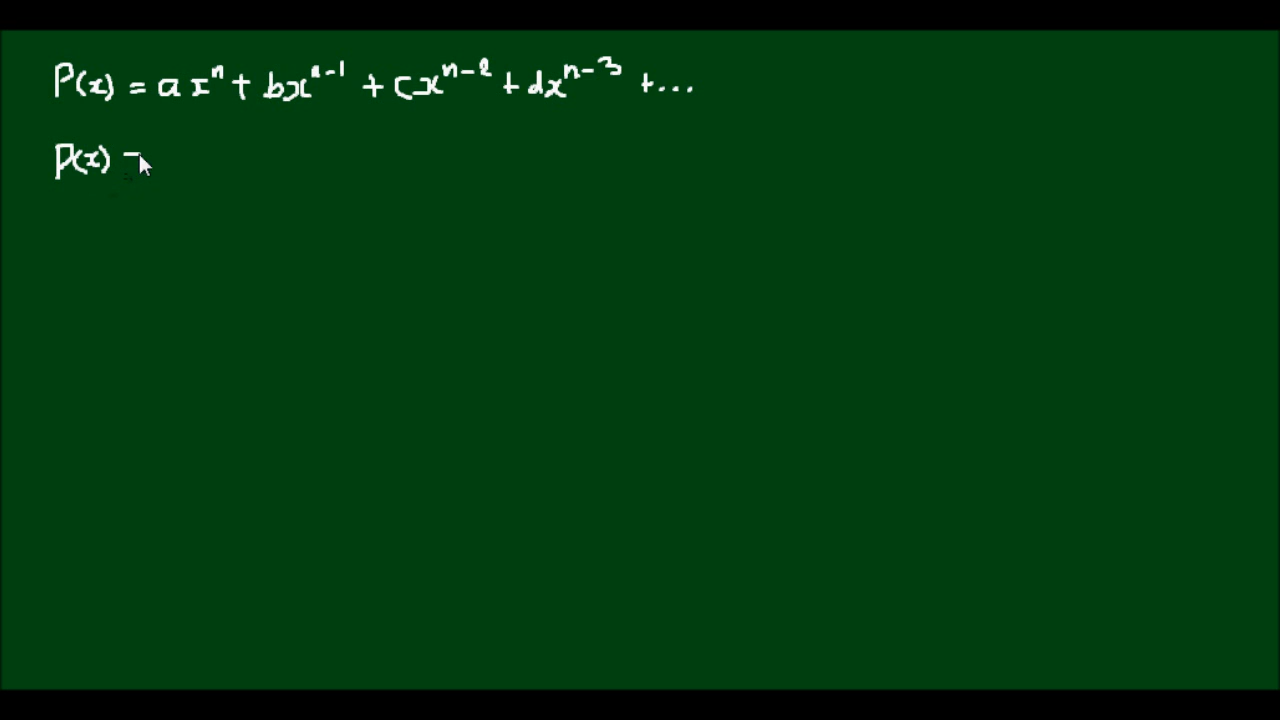 P(x) = ax^n + bx^{n-1} + cx^{n-2} + dx^{n-3} + ...
P(x) =